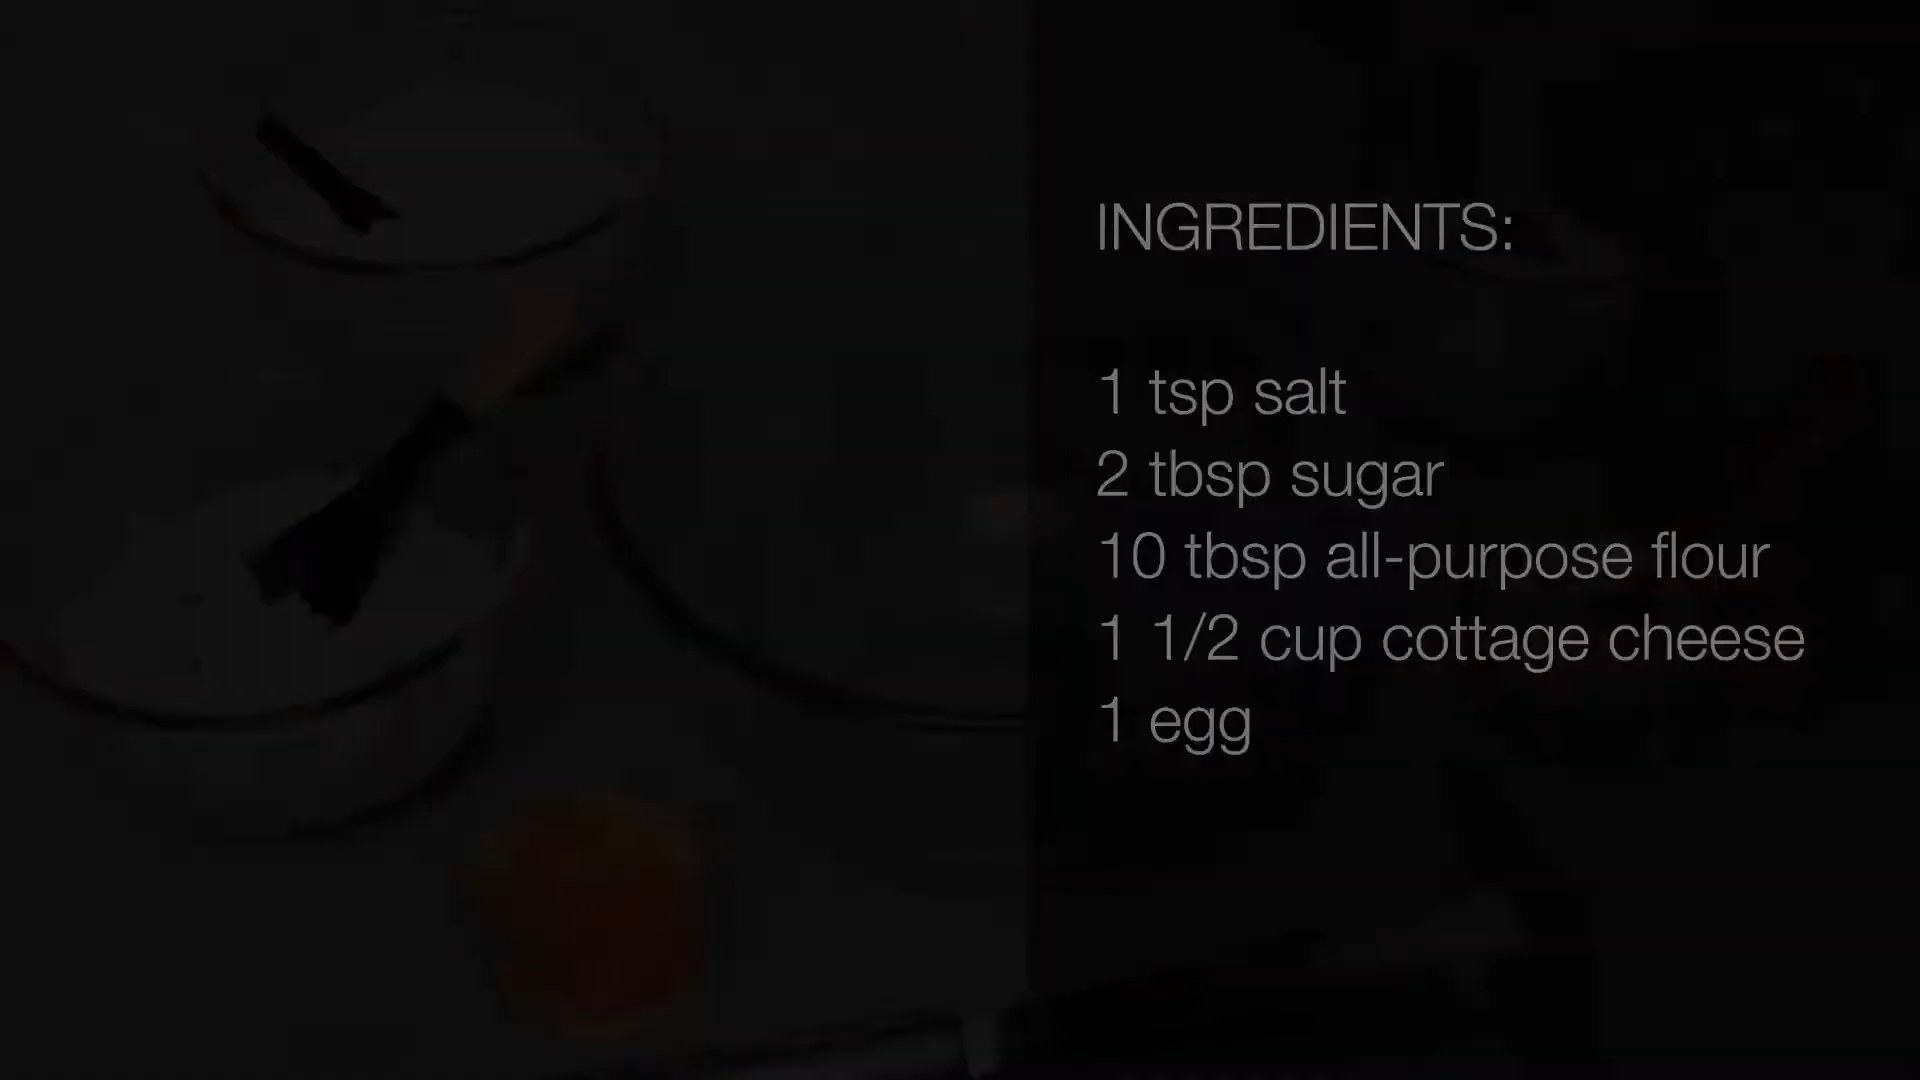 INGREDIENTS:
1 tsp salt
2 tbsp sugar
10 tbsp all-purpose flour
1 1/2 cup cottage cheese
1 egg